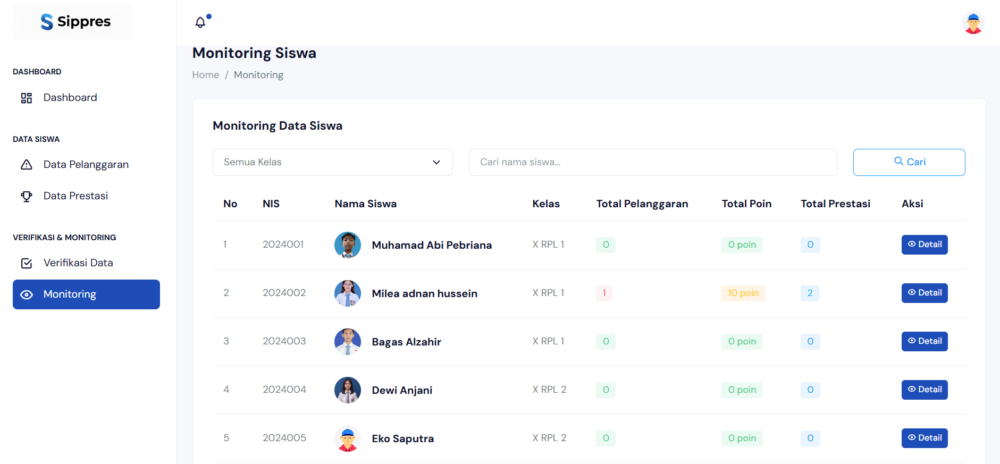 Sippres
DASHBOARD
Dashboard
DATA SISWA
Data Pelanggaran
Data Prestasi
VERIFIKASI & MONITORING
Verifikasi Data
Monitoring
Monitoring Siswa
Home / Monitoring
Monitoring Data Siswa
Semua Kelas
Cari nama siswa...
Cari
No NIS Nama Siswa Kelas Total Pelanggaran Total Poin Total Prestasi Aksi
1 2024001 Muhamad Abi Pebriana X RPL 1 0 0 poin 0 Detail
2 2024002 Milea adnan hussein X RPL 1 1 10 poin 2 Detail
3 2024003 Bagas Alzahir X RPL 1 0 0 poin 0 Detail
4 2024004 Dewi Anjani X RPL 2 0 0 poin 0 Detail
5 2024005 Eko Saputra X RPL 2 0 0 poin 0 Detail